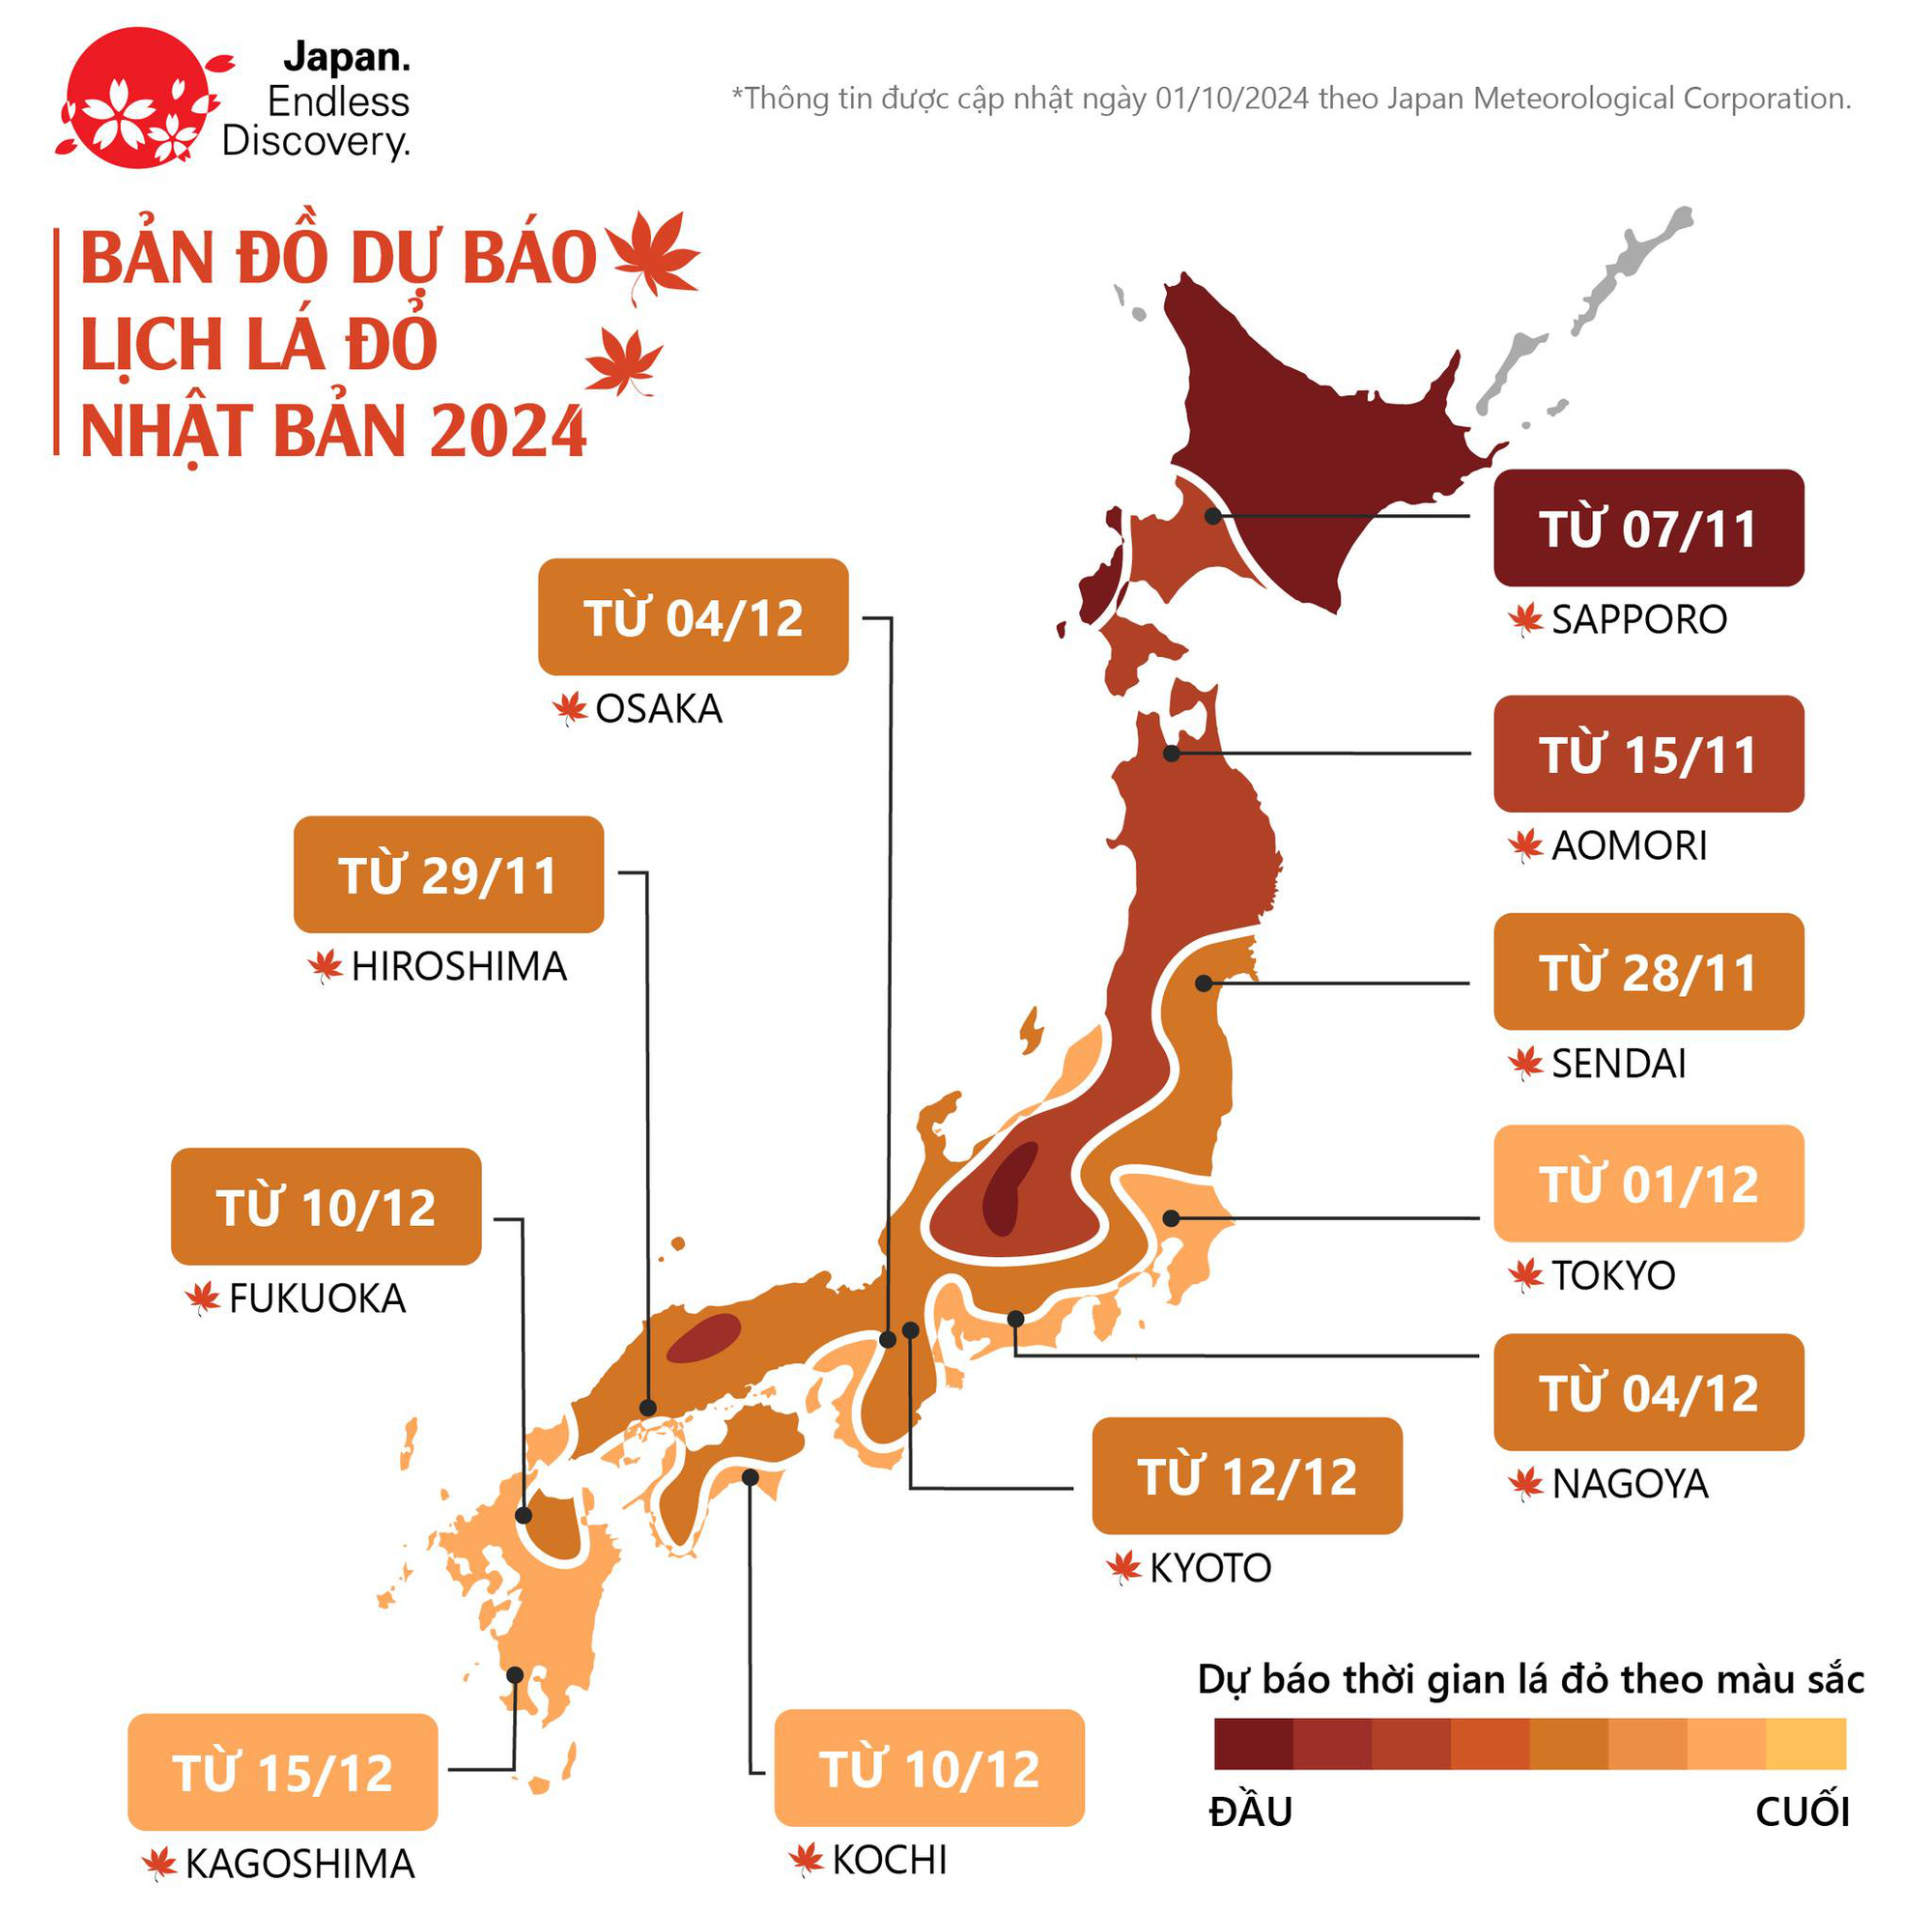 Japan.
Endless
Discovery.
*Thông tin được cập nhật ngày 01/10/2024 theo Japan Meteorological Corporation.
BẢN ĐỒ DỰ BÁO
LỊCH LÁ ĐỎ
NHẬT BẢN 2024
TỪ 07/11
SAPPORO
TỪ 04/12
OSAKA
TỪ 15/11
AOMORI
TỪ 29/11
HIROSHIMA
TỪ 28/11
SENDAI
TỪ 01/12
TOKYO
TỪ 10/12
FUKUOKA
TỪ 04/12
NAGOYA
TỪ 12/12
KYOTO
TỪ 15/12
KAGOSHIMA
TỪ 10/12
KOCHI
Dự báo thời gian lá đỏ theo màu sắc
ĐẦU
CUỐI